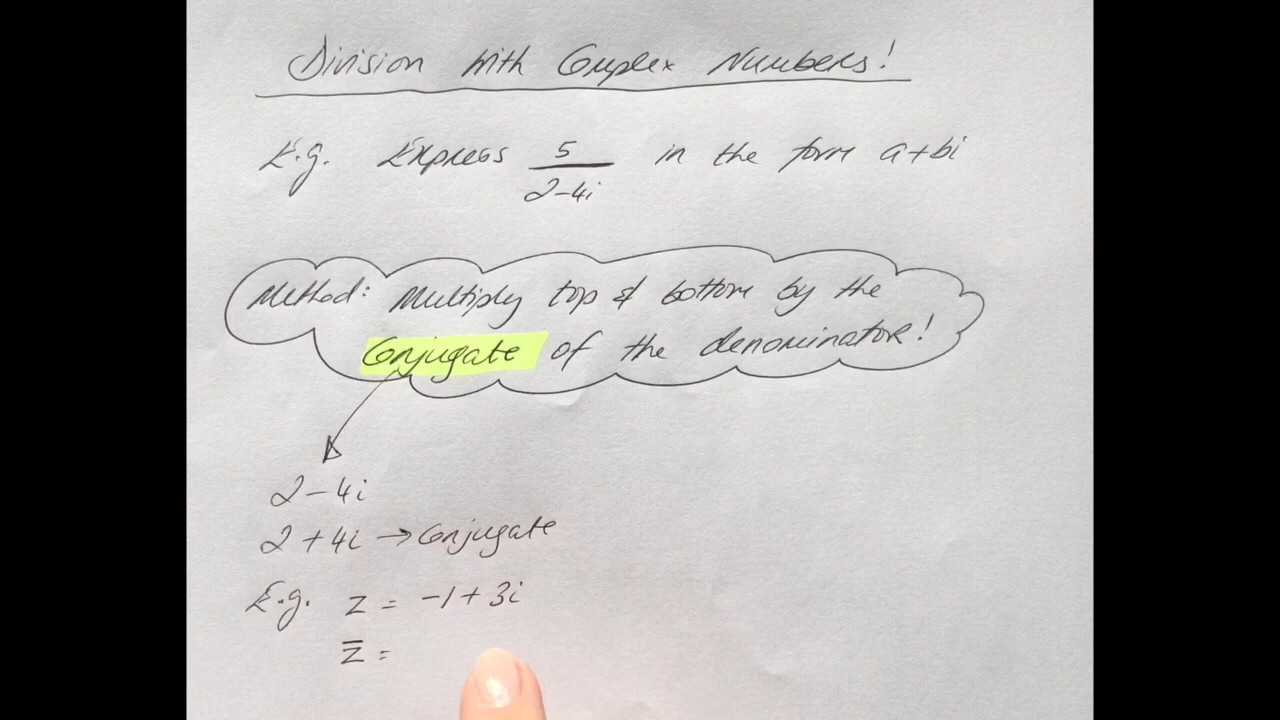 Division with Complex Numbers!
E.g. Express 5/2-4i in the form a+bi
Method: Multiply top & bottom by the
Conjugate of the denominator!
2-4i
2+4i → Conjugate
E.g. z = -1+3i
z̅ =